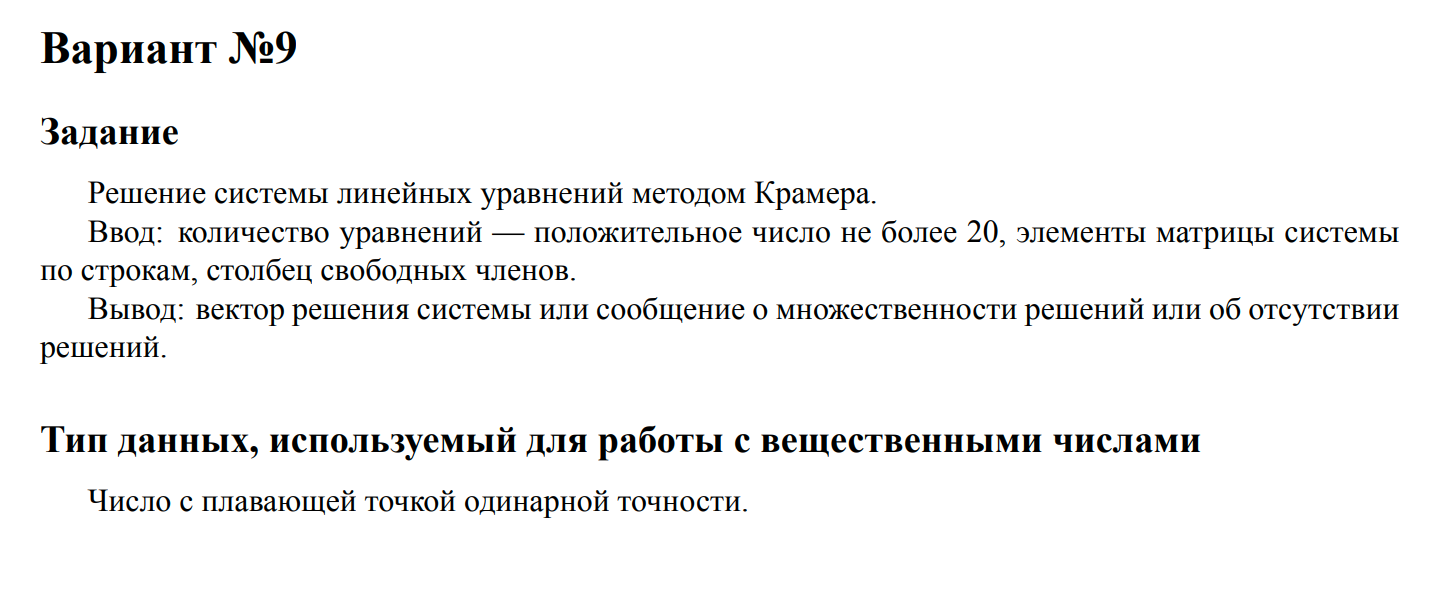 Вариант №9
Задание
Решение системы линейных уравнений методом Крамера.
Ввод: количество уравнений — положительное число не более 20, элементы матрицы системы
по строкам, столбец свободных членов.
Вывод: вектор решения системы или сообщение о множественности решений или об отсутствии
решений.
Тип данных, используемый для работы с вещественными числами
Число с плавающей точкой одинарной точности.